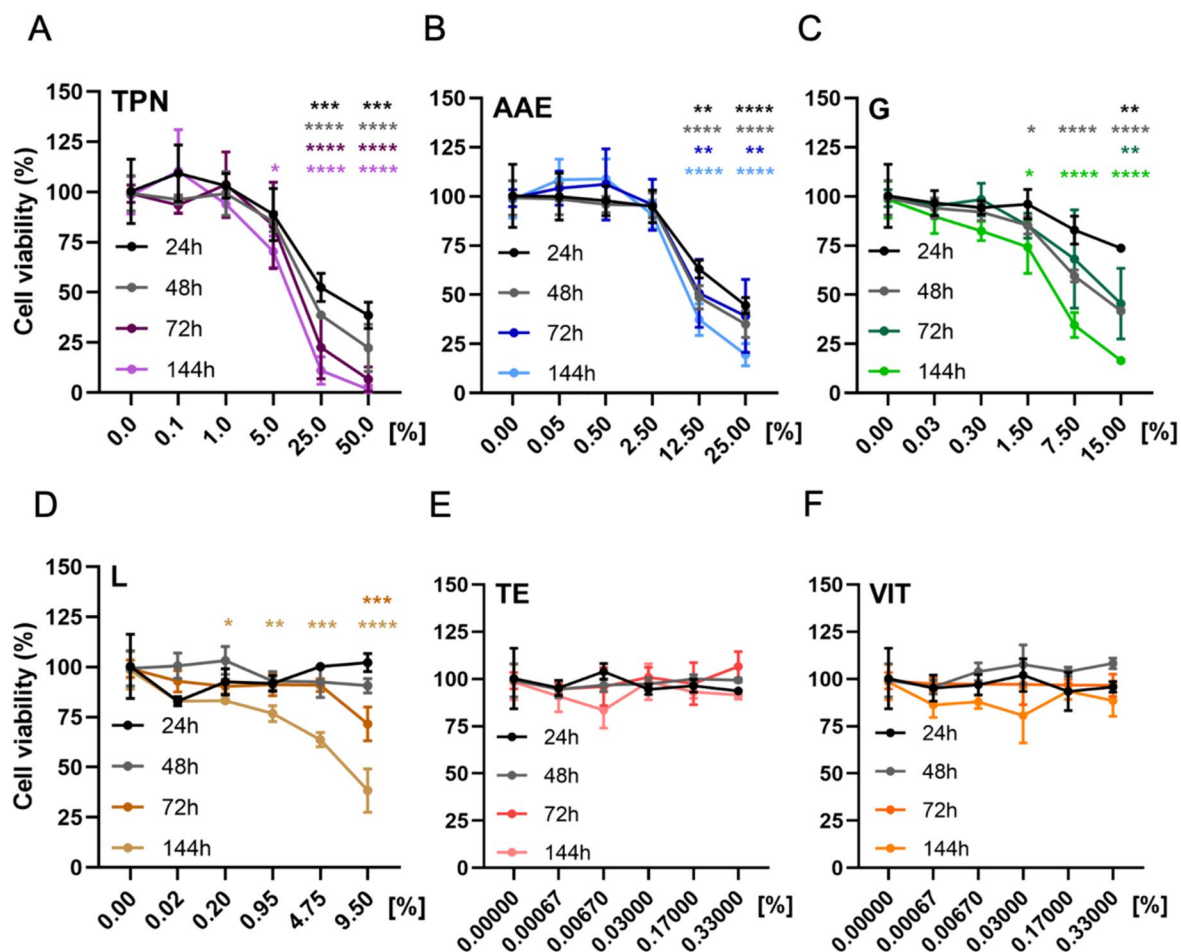 A
B
C
TPN
AAE
G
Cell viability (%)
150
125
100
75
50
25
0
*** ***
**** ****
* **** ****
**** ****
24h
48h
72h
144h
0.0 0.1 1.0 5.0 25.0 50.0 [%]
150
125
100
75
50
25
0
** ****
**** ****
** **
**** ****
24h
48h
72h
144h
0.00 0.05 0.50 2.50 12.50 25.00 [%]
150
125
100
75
50
25
0
**
* **** ****
**
* **** ****
24h
48h
72h
144h
0.00 0.03 0.30 1.50 7.50 15.00 [%]
D
E
F
L
TE
VIT
Cell viability (%)
150
125
100
75
50
25
0
***
* ** *** ****
24h
48h
72h
144h
0.00 0.02 0.20 0.95 4.75 9.50 [%]
150
125
100
75
50
25
0
24h
48h
72h
144h
0.00000 0.00067 0.00670 0.03000 0.17000 0.33000 [%]
150
125
100
75
50
25
0
24h
48h
72h
144h
0.00000 0.00067 0.00670 0.03000 0.17000 0.33000 [%]